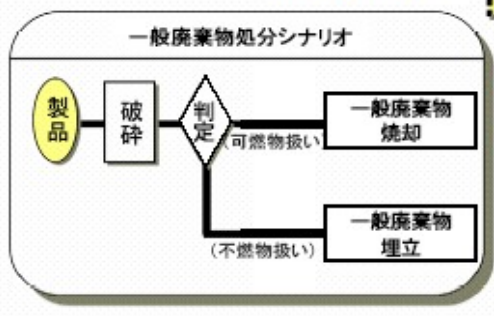 一般廃棄物処分シナリオ
製品
破砕
判定
(可燃物扱い)
一般廃棄物
焼却
(不燃物扱い)
一般廃棄物
埋立